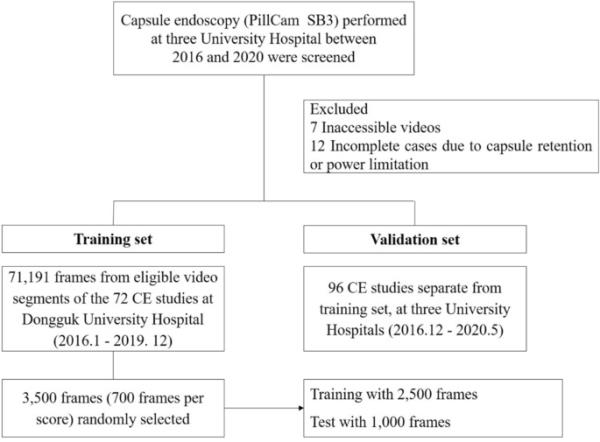 Capsule endoscopy (PillCam SB3) performed
at three University Hospital between
2016 and 2020 were screened
Excluded
7 Inaccessible videos
12 Incomplete cases due to capsule retention
or power limitation
Training set
71,191 frames from eligible video
segments of the 72 CE studies at
Dongguk University Hospital
(2016.1 - 2019. 12)
3,500 frames (700 frames per
score) randomly selected
Validation set
96 CE studies separate from
training set, at three University
Hospitals (2016.12 - 2020.5)
Training with 2,500 frames
Test with 1,000 frames